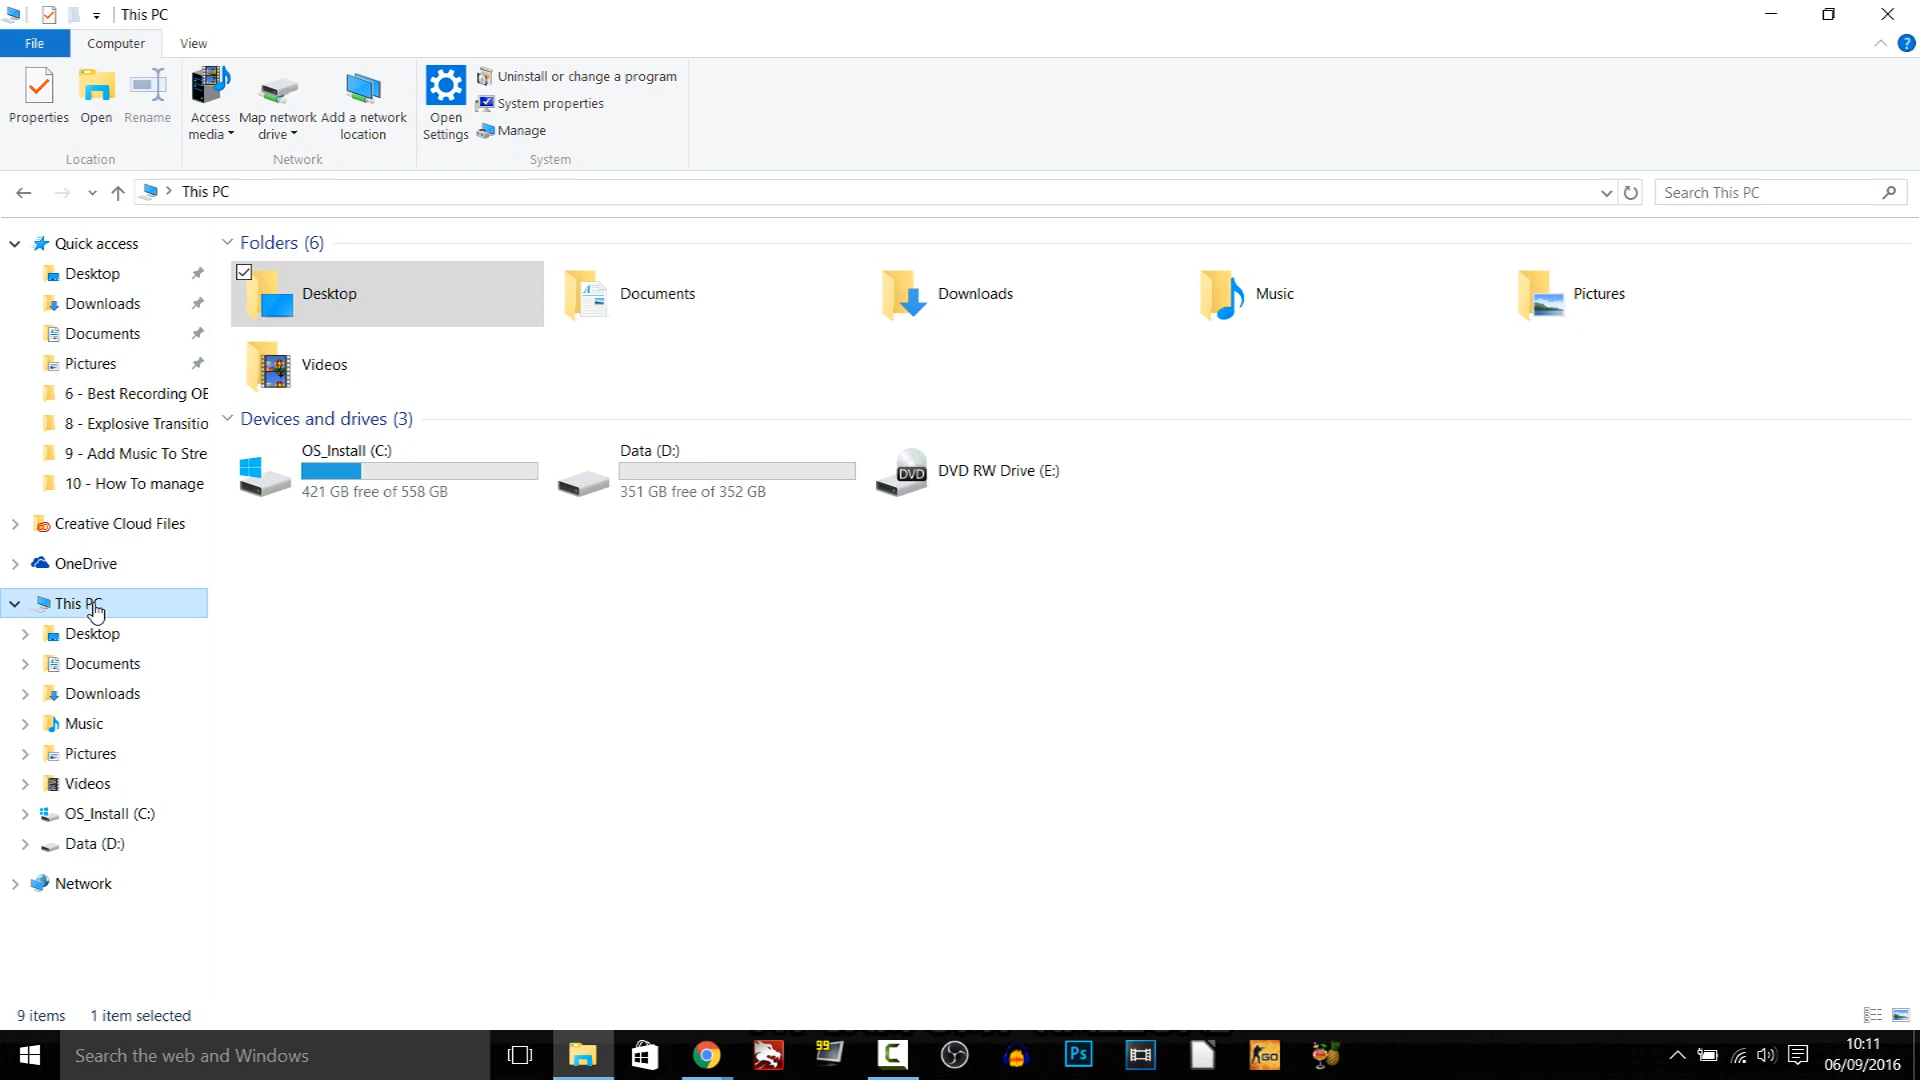 This PC
File
Computer
View
Properties
Open
Rename
Access media
Map network drive
Add a network location
Open Settings
Uninstall or change a program
System properties
Manage
Location
Network
System
This PC
Search This PC
Quick access
Desktop
Downloads
Documents
Pictures
6 - Best Recording OB
8 - Explosive Transitio
9 - Add Music To Stre
10 - How To manage
Creative Cloud Files
OneDrive
This PC
Desktop
Documents
Downloads
Music
Pictures
Videos
OS_Install (C:)
Data (D:)
Network
Folders (6)
Desktop
Documents
Downloads
Music
Pictures
Videos
Devices and drives (3)
OS_Install (C:)
421 GB free of 558 GB
Data (D:)
351 GB free of 352 GB
DVD
DVD RW Drive (E:)
9 items
1 item selected
Search the web and Windows
99
Ps
GO
10:11
06/09/2016